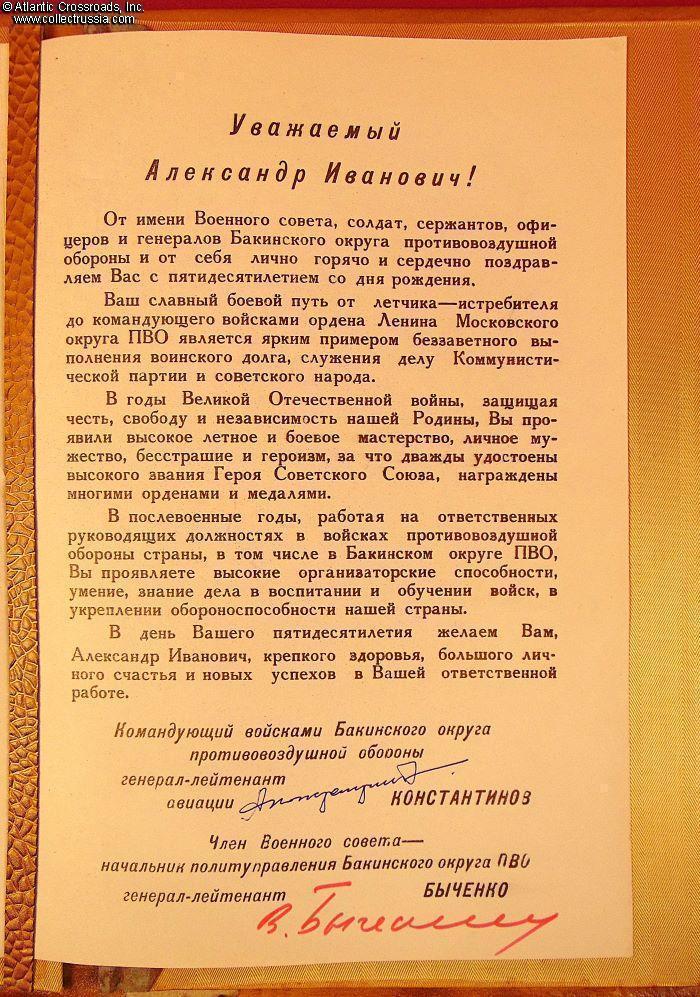 © Atlantic Crossroads, Inc.
www.collectrussia.com
Уважаемый
Александр Иванович!
От имени Военного совета, солдат, сержантов, офи-
церов и генералов Бакинского округа противовоздушной
обороны и от себя лично горячо и сердечно поздрав-
ляем Вас с пятидесятилетием со дня рождения.
Ваш славный боевой путь от летчика—истребителя
до командующего войсками ордена Ленина Московского
округа ПВО является ярким примером беззаветного вы-
полнения воинского долга, служения делу Коммунисти-
ческой партии и советского народа.
В годы Великой Отечественной войны, защищая
честь, свободу и независимость нашей Родины, Вы про-
явили высокое летное и боевое мастерство, личное му-
жество, бесстрашие и героизм, за что дважды удостоены
высокого звания Героя Советского Союза, награждены
многими орденами и медалями.
В послевоенные годы, работая на ответственных
руководящих должностях в войсках противовоздушной
обороны страны, в том числе в Бакинском округе ПВО,
Вы проявляете высокие организаторские способности,
умение, знание дела в воспитании и обучении войск, в
укреплении обороноспособности нашей страны.
В день Вашего пятидесятилетия желаем Вам,
Александр Иванович, крепкого здоровья, большого лич-
ного счастья и новых успехов в Вашей ответственной
работе.
Командующий войсками Бакинского округа
противовоздушной обороны
генерал-лейтенант
авиации КОНСТАНТИНОВ
Член Военного совета—
начальник политуправления Бакинского округа ПВО
генерал-лейтенант БЫЧЕНКО
В. Быченко